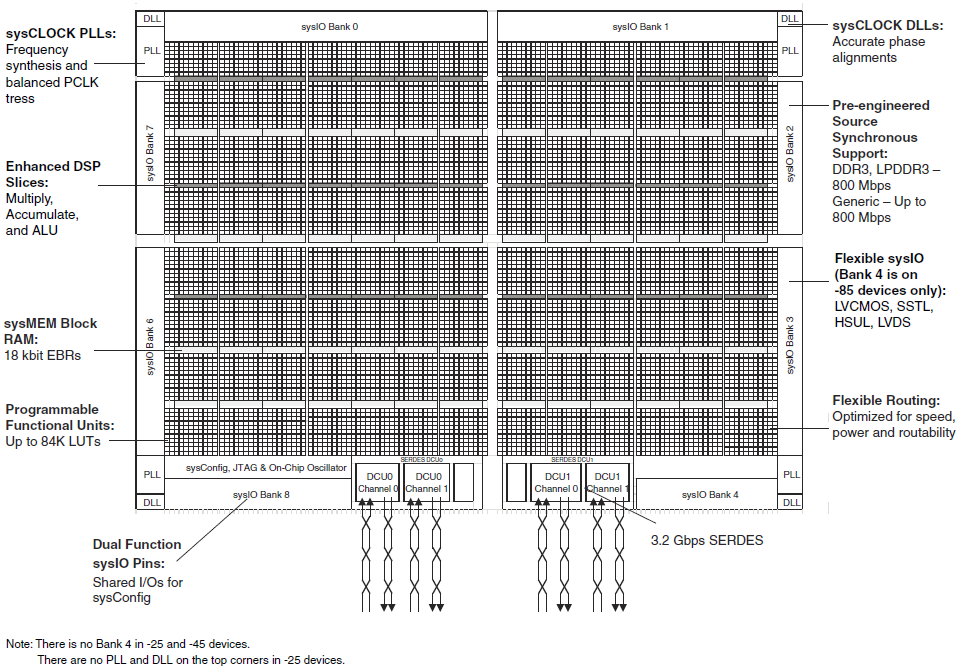 sysCLOCK PLLs:
Frequency
synthesis and
balanced PCLK
tress
Enhanced DSP
Slices:
Multiply,
Accumulate,
and ALU
sysMEM Block
RAM:
18 kbit EBRs
Programmable
Functional Units:
Up to 84K LUTs
DLL
PLL
sysIO Bank 0
sysIO Bank 1
DLL
PLL
sysIO Bank 7
sysIO Bank 2
sysIO Bank 6
sysIO Bank 3
PLL
DLL
sysConfig, JTAG & On-Chip Oscillator
sysIO Bank 8
SERDES DCU0
DCU0
Channel 0
DCU0
Channel 1
SERDES DCU1
DCU1
Channel 0
DCU1
Channel 1
sysIO Bank 4
PLL
DLL
sysCLOCK DLLs:
Accurate phase
alignments
Pre-engineered
Source
Synchronous
Support:
DDR3, LPDDR3 –
800 Mbps
Generic – Up to
800 Mbps
Flexible sysIO
(Bank 4 is on
-85 devices only):
LVCMOS, SSTL,
HSUL, LVDS
Flexible Routing:
Optimized for speed,
power and routability
Dual Function
sysIO Pins:
Shared I/Os for
sysConfig
3.2 Gbps SERDES
Note: There is no Bank 4 in -25 and -45 devices.
There are no PLL and DLL on the top corners in -25 devices.